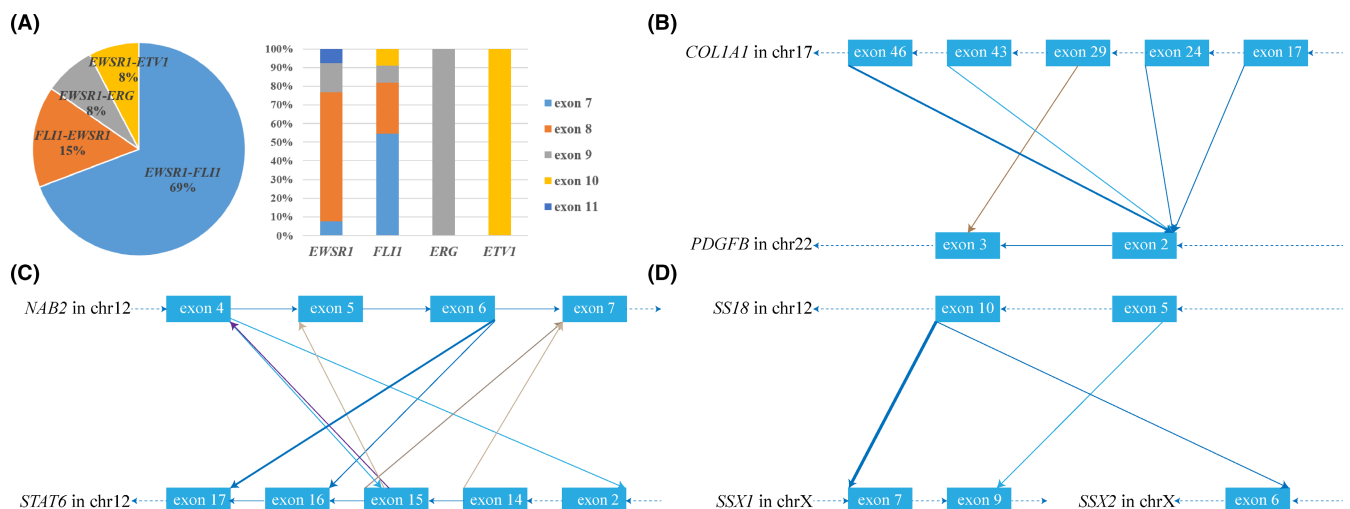 (A)
EWSR1-ETV1
8%
EWSR1-ERG
8%
FLI1-EWSR1
15%
EWSR1-FLI1
69%
100%
90%
80%
70%
60%
50%
40%
30%
20%
10%
0%
EWSR1 FLI1 ERG ETV1
exon 7
exon 8
exon 9
exon 10
exon 11
(B)
COL1A1 in chr17 exon 46 exon 43 exon 29 exon 24 exon 17
PDGFB in chr22 exon 3 exon 2
(C)
NAB2 in chr12 exon 4 exon 5 exon 6 exon 7
STAT6 in chr12 exon 17 exon 16 exon 15 exon 14 exon 2
(D)
SS18 in chr12 exon 10 exon 5
SSX1 in chrX exon 7 exon 9 SSX2 in chrX exon 6